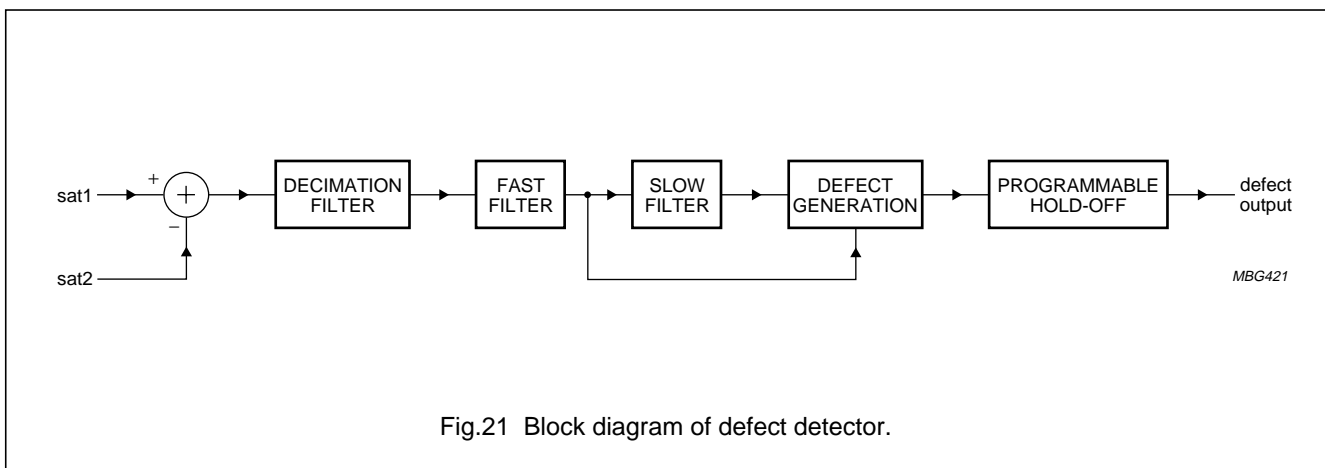 sat1
+
+
−
sat2
DECIMATION
FILTER
FAST
FILTER
SLOW
FILTER
DEFECT
GENERATION
PROGRAMMABLE
HOLD-OFF
defect
output
MBG421
Fig.21 Block diagram of defect detector.